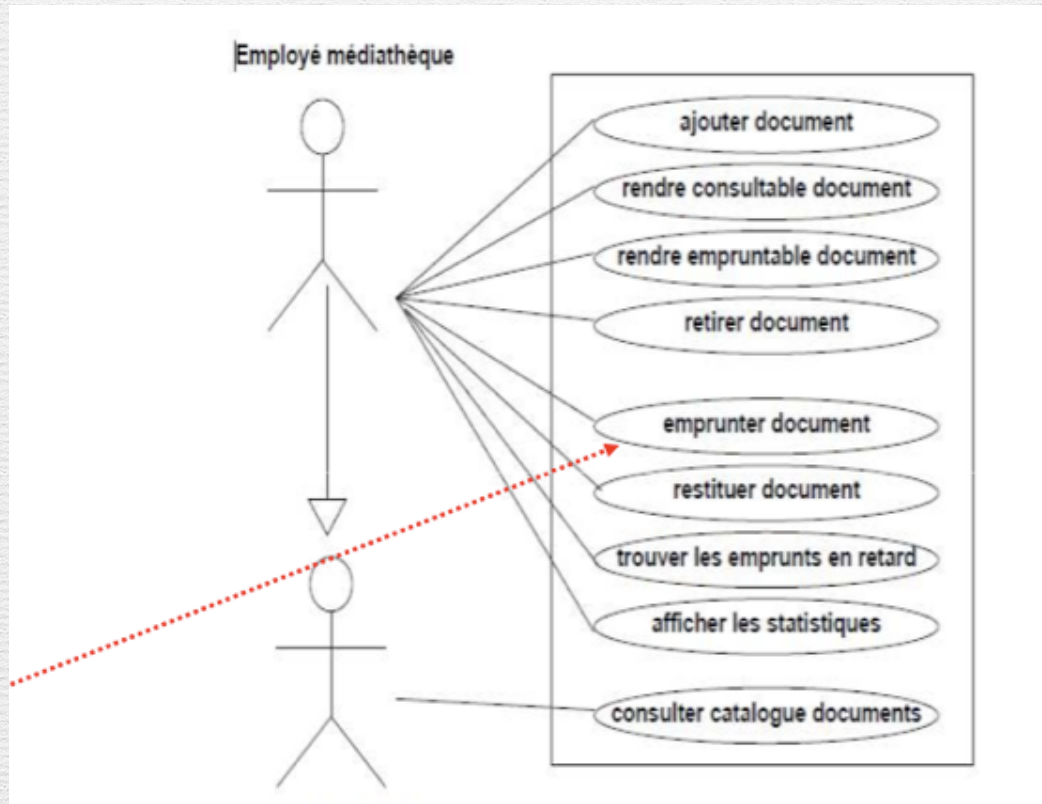 Employé médiathèque
ajouter document
rendre consultable document
rendre empruntable document
retirer document
emprunter document
restituer document
trouver les emprunts en retard
afficher les statistiques
consulter catalogue documents